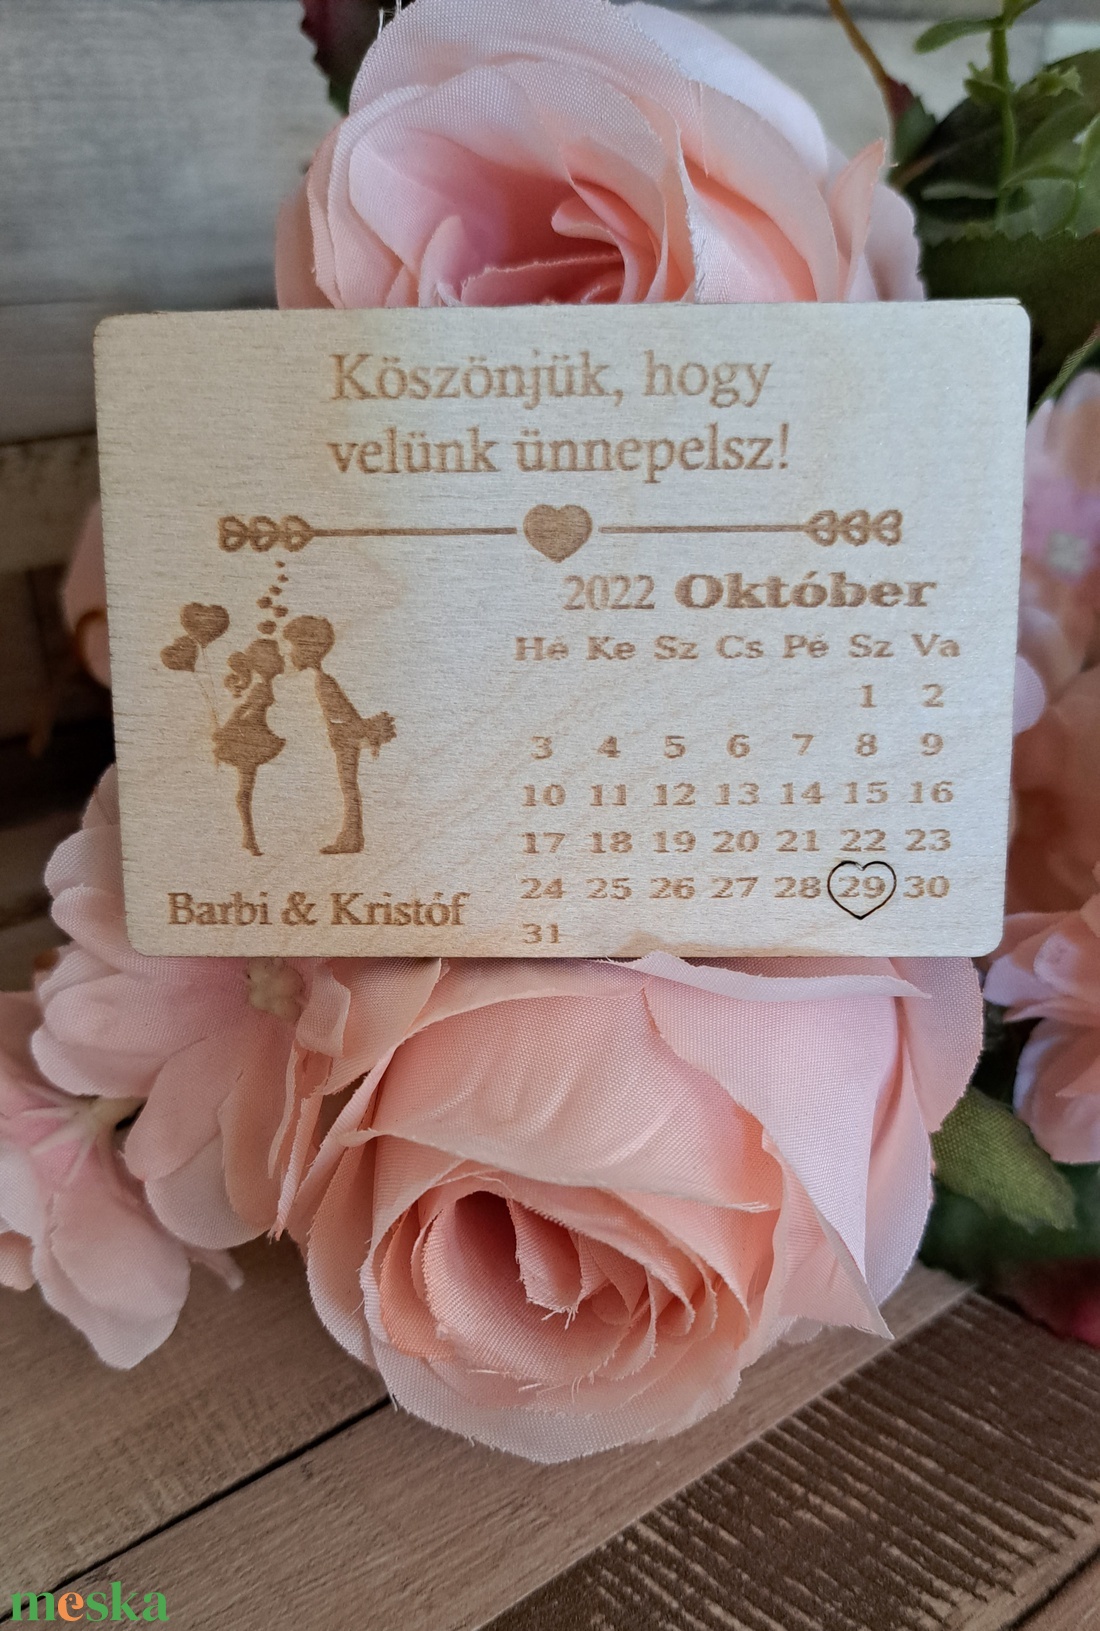 Köszönjük, hogy
velünk ünnepelsz!
2022 Október
Hé Ke Sz Cs Pé Sz Va
1 2
3 4 5 6 7 8 9
10 11 12 13 14 15 16
17 18 19 20 21 22 23
24 25 26 27 28 29 30
31
Barbi & Kristóf
meska